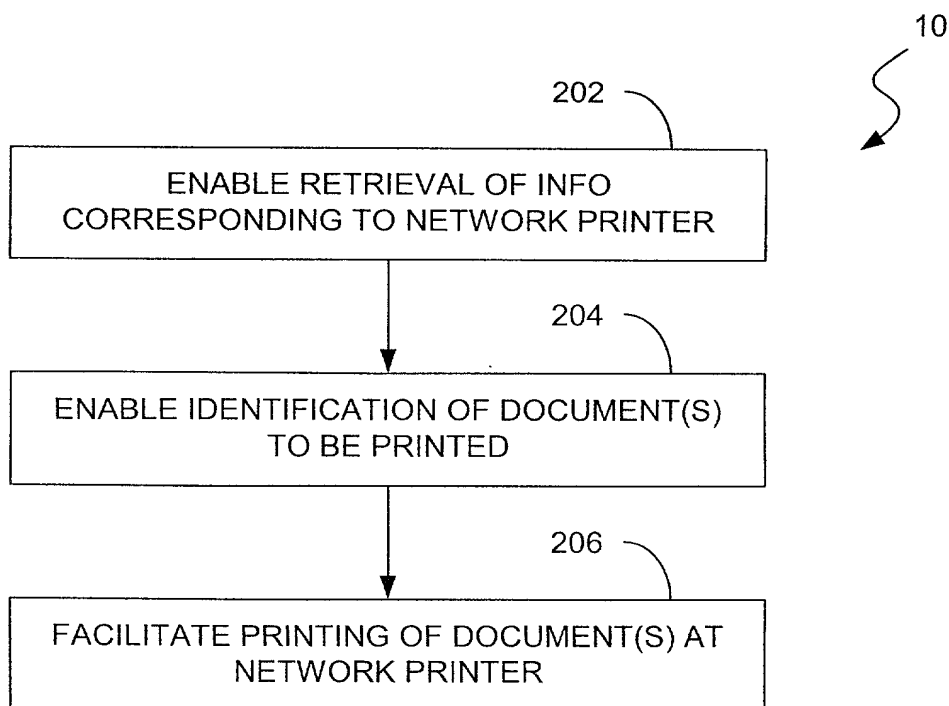 10
202
ENABLE RETRIEVAL OF INFO
CORRESPONDING TO NETWORK PRINTER
204
ENABLE IDENTIFICATION OF DOCUMENT(S)
TO BE PRINTED
206
FACILITATE PRINTING OF DOCUMENT(S) AT
NETWORK PRINTER